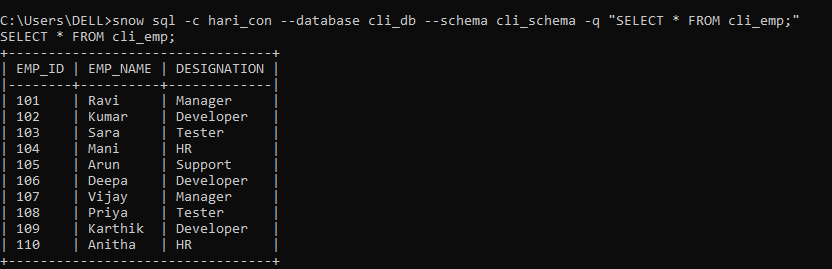 C:\Users\DELL>snow sql -c hari_con --database cli_db --schema cli_schema -q "SELECT * FROM cli_emp;"
SELECT * FROM cli_emp;
+--------------------------------+
| EMP_ID | EMP_NAME | DESIGNATION |
|--------+----------+-------------|
| 101    | Ravi     | Manager     |
| 102    | Kumar    | Developer   |
| 103    | Sara     | Tester      |
| 104    | Mani     | HR          |
| 105    | Arun     | Support     |
| 106    | Deepa    | Developer   |
| 107    | Vijay    | Manager     |
| 108    | Priya    | Tester      |
| 109    | Karthik  | Developer   |
| 110    | Anitha   | HR          |
+--------------------------------+